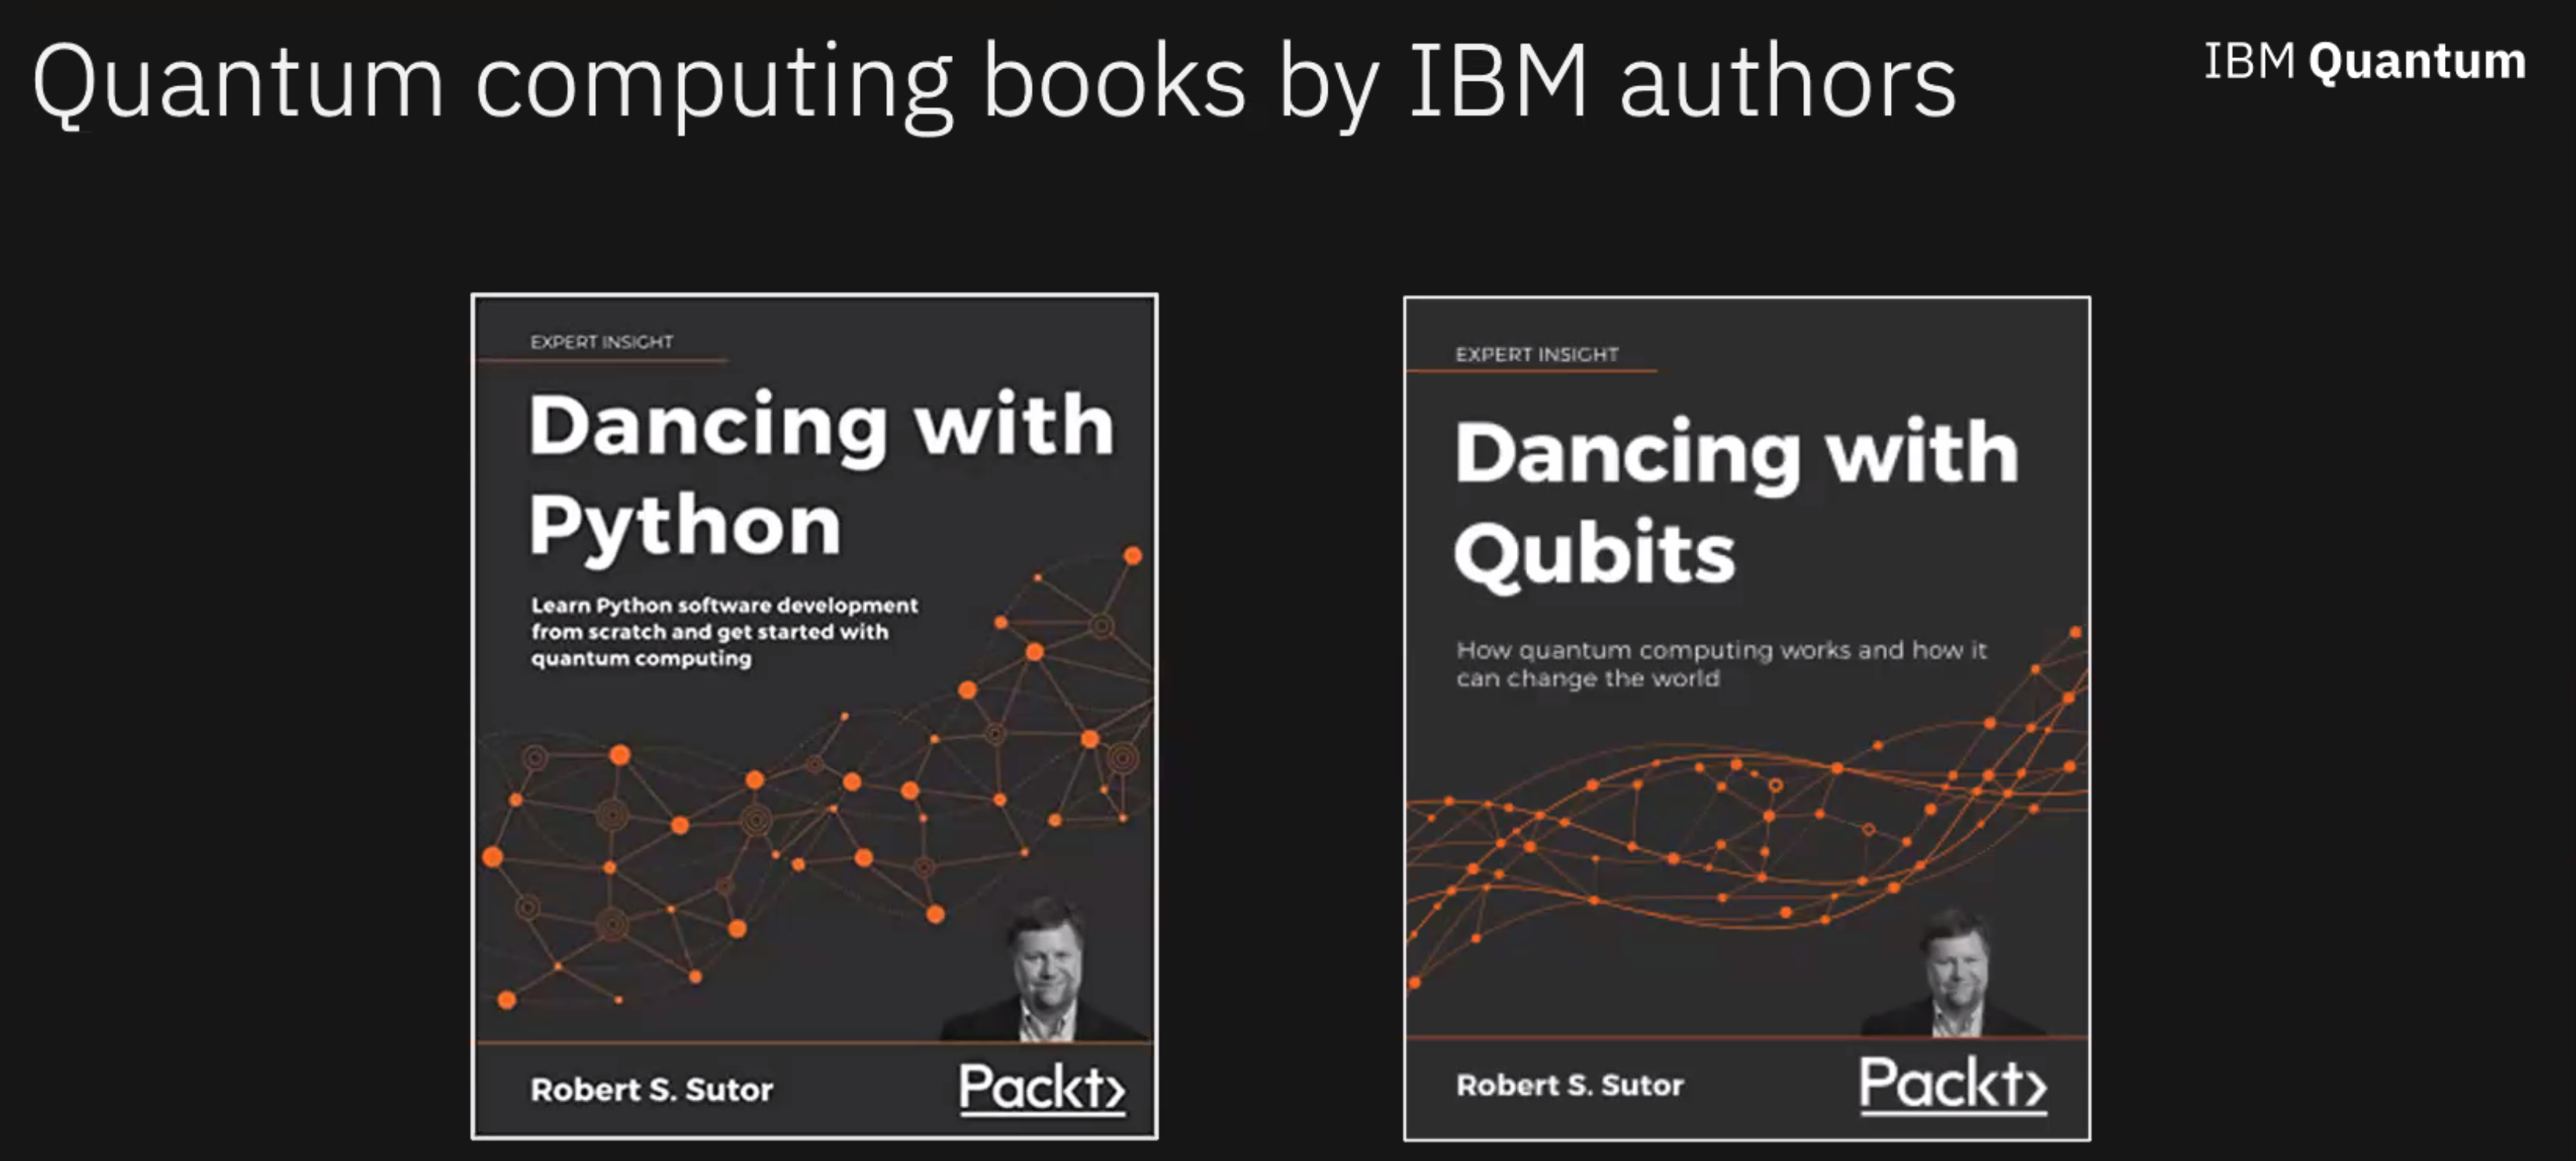 Quantum computing books by IBM authors
IBM Quantum
EXPERT INSIGHT
Dancing with
Python
Learn Python software development
from scratch and get started with
quantum computing
Robert S. Sutor
Packt>
EXPERT INSIGHT
Dancing with
Qubits
How quantum computing works and how it
can change the world
Robert S. Sutor
Packt>